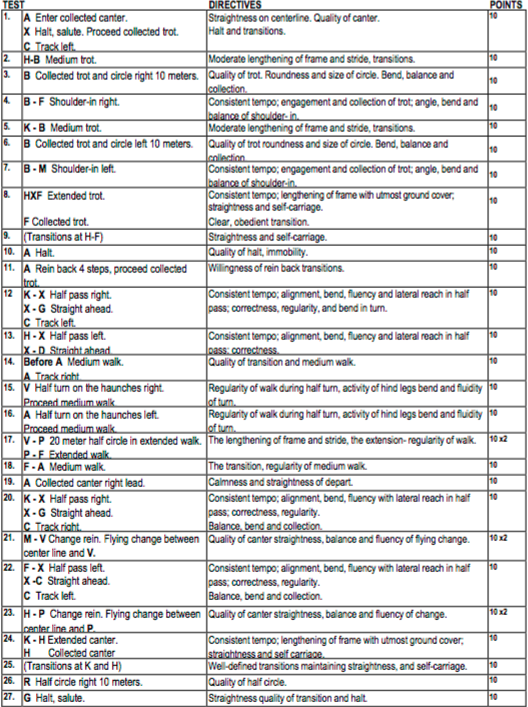 TEST DIRECTIVES POINTS
1. A Enter collected canter. Straightness on centerline. Quality of canter. 10
X Halt, salute. Proceed collected trot. Halt and transitions.
C Track left.
2. H-B Medium trot. Moderate lengthening of frame and stride, transitions. 10
3. B Collected trot and circle right 10 meters. Quality of trot. Roundness and size of circle. Bend, balance and 10
collection.
4. B - F Shoulder-in right. Consistent tempo; engagement and collection of trot; angle, bend and 10
balance of shoulder- in.
5. K - B Medium trot. Moderate lengthening of frame and stride, transitions. 10
6. B Collected trot and circle left 10 meters. Quality of trot roundness and size of circle. Bend, balance and 10
collection.
7. B - M Shoulder-in left. Consistent tempo; engagement and collection of trot; angle, bend and 10
balance of shoulder-in.
8. HXF Extended trot. Consistent tempo; lengthening of frame with utmost ground cover; 10
straightness and self-carriage.
F Collected trot. Clear, obedient transition.
9. (Transitions at H-F) Straightness and self-carriage. 10
10. A Halt. Quality of halt, immobility. 10
11. A Rein back 4 steps, proceed collected Willingness of rein back transitions. 10
trot.
12 K - X Half pass right. Consistent tempo; alignment, bend, fluency and lateral reach in half 10
X - G Straight ahead. pass; correctness, regularity, and bend in turn.
C Track left.
13. H - X Half pass left. Consistent tempo; alignment, bend, fluency and lateral reach in half 10
X - D Straight ahead. pass; correctness.
14. Before A Medium walk. Quality of transition and medium walk. 10
A Track right.
15. V Half turn on the haunches right. Regularity of walk during half turn, activity of hind legs bend and fluidity 10
Proceed medium walk. of turn.
16. A Half turn on the haunches left. Regularity of walk during half turn, activity of hind legs bend and fluidity 10
Proceed medium walk. of turn.
17. V - P 20 meter half circle in extended walk. The lengthening of frame and stride, the extension- regularity of walk. 10 x2
P - F Extended walk.
18. F - A Medium walk. The transition, regularity of medium walk. 10
19. A Collected canter right lead. Calmness and straightness of depart. 10
20. K - X Half pass right. Consistent tempo; alignment, bend, fluency with lateral reach in half 10
X - G Straight ahead. pass; correctness, regularity.
C Track right. Balance, bend and collection.
21. M - V Change rein. Flying change between Quality of canter straightness, balance and fluency of flying change. 10 x2
center line and V.
22. F - X Half pass left. Consistent tempo; alignment, bend, fluency with lateral reach in half 10
X -C Straight ahead. pass; correctness, regularity.
C Track left. Balance, bend and collection.
23. H - P Change rein. Flying change between Quality of canter straightness, balance and fluency of change. 10 x2
center line and P.
24. K - H Extended canter. Consistent tempo; lengthening of frame with utmost ground cover; 10
H Collected canter straightness and self carriage.
25. (Transitions at K and H) Well-defined transitions maintaining straightness, and self-carriage. 10
26. R Half circle right 10 meters. Quality of half circle. 10
27. G Halt, salute. Straightness quality of transition and halt. 10